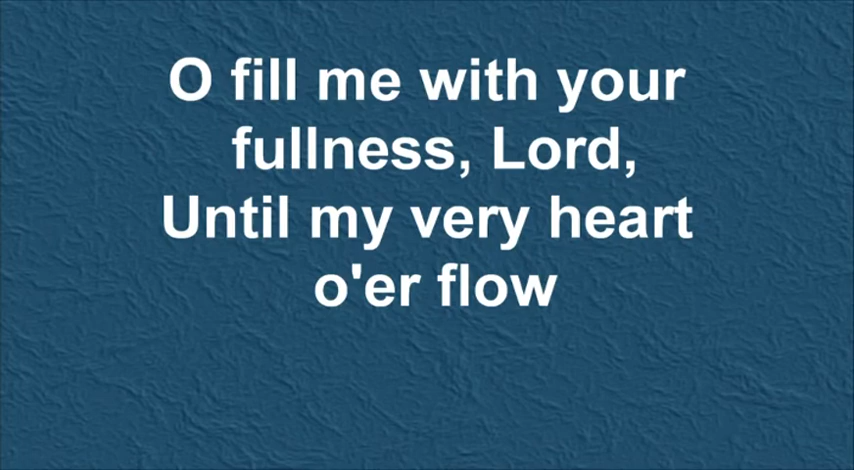 O fill me with your
fullness, Lord,
Until my very heart
o'er flow